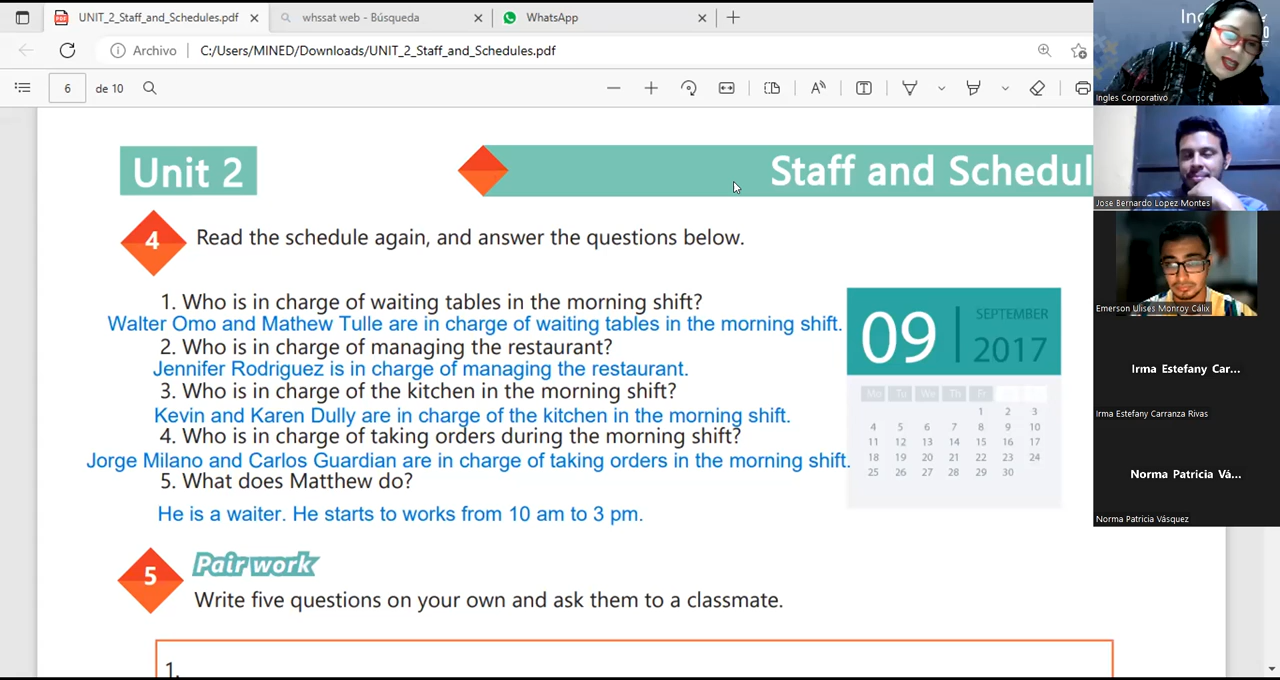 UNIT_2_Staff_and_Schedules.pdf
whssat web - Búsqueda
WhatsApp
Archivo
C:/Users/MINED/Downloads/UNIT_2_Staff_and_Schedules.pdf
6 de 10
Unit 2
Staff and Schedul
4 Read the schedule again, and answer the questions below.
1. Who is in charge of waiting tables in the morning shift?
Walter Omo and Mathew Tulle are in charge of waiting tables in the morning shift.
2. Who is in charge of managing the restaurant?
Jennifer Rodriguez is in charge of managing the restaurant.
3. Who is in charge of the kitchen in the morning shift?
Kevin and Karen Dully are in charge of the kitchen in the morning shift.
4. Who is in charge of taking orders during the morning shift?
Jorge Milano and Carlos Guardian are in charge of taking orders in the morning shift.
5. What does Matthew do?
He is a waiter. He starts to works from 10 am to 3 pm.
09 SEPTEMBER
2017
Mo Tu We Th Fr
1 2 3
4 5 6 7 8 9 10
11 12 13 14 15 16 17
18 19 20 21 22 23 24
25 26 27 28 29 30
5 Pair work
Write five questions on your own and ask them to a classmate.
1.
Ingles Corporativo
Jose Bernardo Lopez Montes
Emerson Ulises Monroy Cálix
Irma Estefany Car...
Irma Estefany Carranza Rivas
Norma Patricia Vá...
Norma Patricia Vásquez